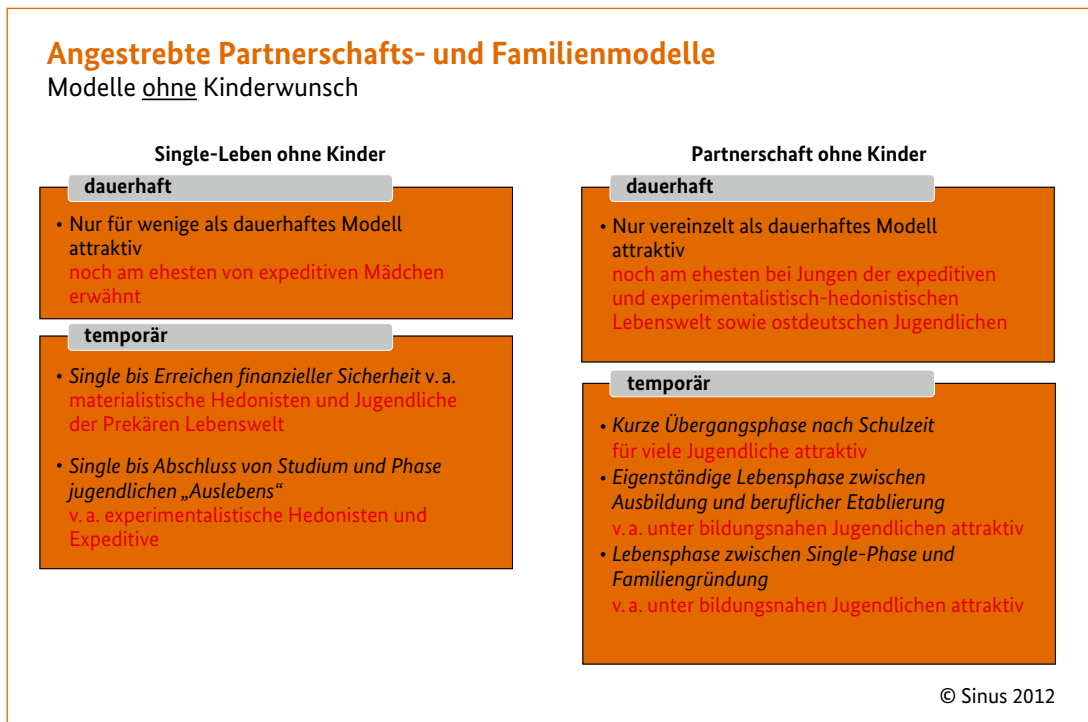 Angestrebte Partnerschafts- und Familienmodelle
Modelle ohne Kinderwunsch
Single-Leben ohne Kinder
dauerhaft
• Nur für wenige als dauerhaftes Modell
attraktiv
noch am ehesten von expeditiven Mädchen
erwähnt
temporär
• Single bis Erreichen finanzieller Sicherheit v. a.
materialistische Hedonisten und Jugendliche
der Prekären Lebenswelt
• Single bis Abschluss von Studium und Phase
jugendlichen „Auslebens“
v. a. experimentalistische Hedonisten und
Expeditive
Partnerschaft ohne Kinder
dauerhaft
• Nur vereinzelt als dauerhaftes Modell
attraktiv
noch am ehesten bei Jungen der expeditiven
und experimentalistisch-hedonistischen
Lebenswelt sowie ostdeutschen Jugendlichen
temporär
• Kurze Übergangsphase nach Schulzeit
für viele Jugendliche attraktiv
• Eigenständige Lebensphase zwischen
Ausbildung und beruflicher Etablierung
v. a. unter bildungsnahen Jugendlichen attraktiv
• Lebensphase zwischen Single-Phase und
Familiengründung
v. a. unter bildungsnahen Jugendlichen attraktiv
© Sinus 2012